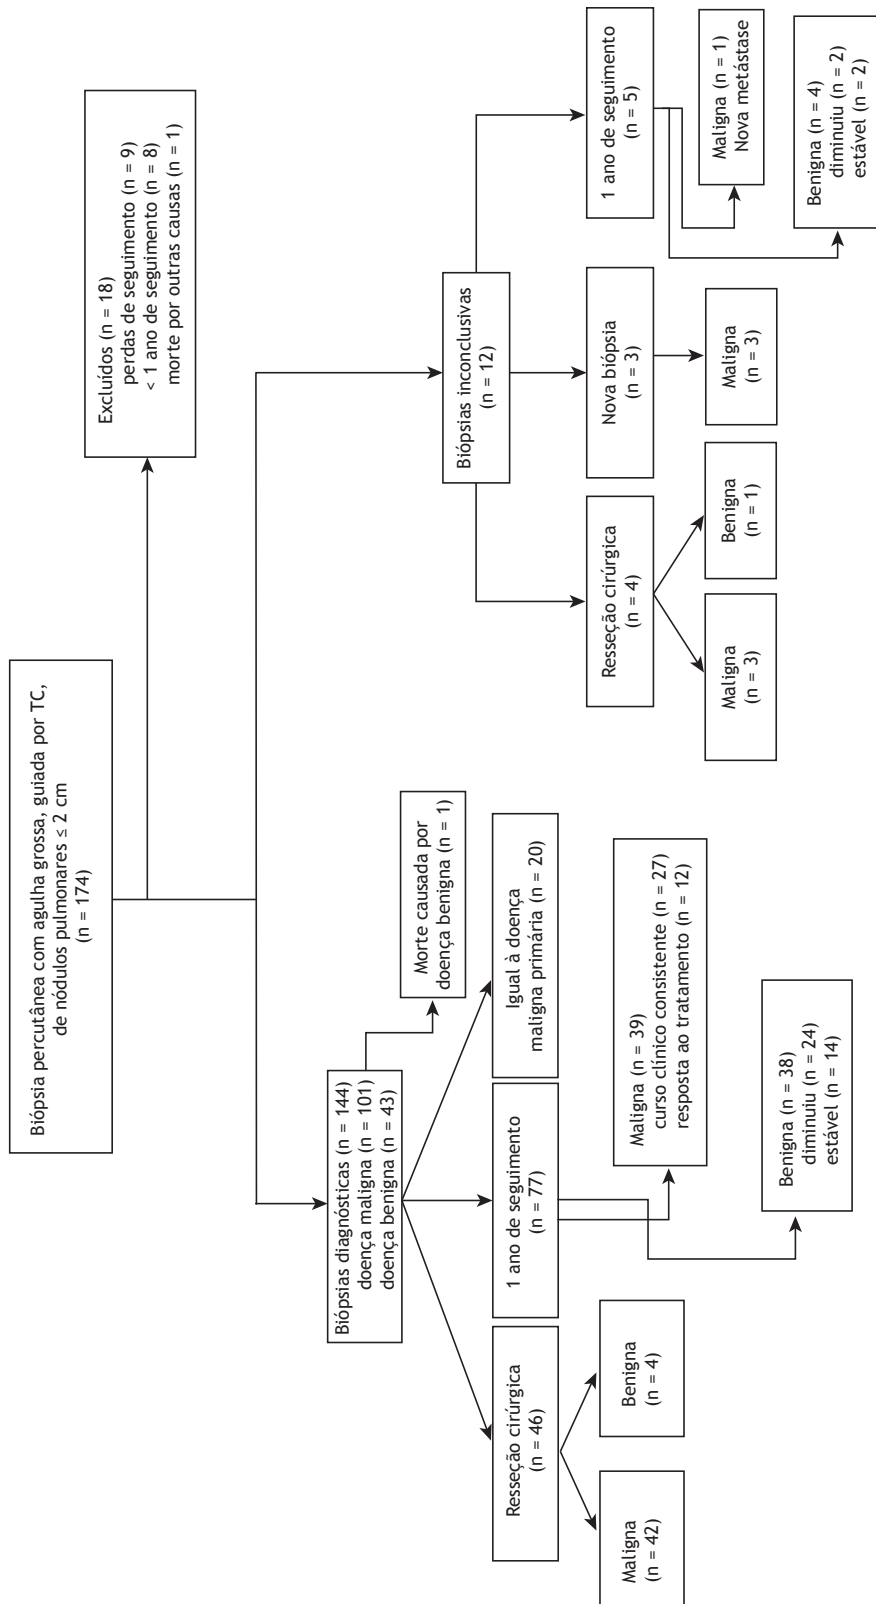 Biópsia percutânea com agulha grossa, guiada por TC,
de nódulos pulmonares ≤ 2 cm
(n = 174)
Excluídos (n = 18)
perdas de seguimento (n = 9)
< 1 ano de seguimento (n = 8)
morte por outras causas (n = 1)
Biópsias diagnósticas (n = 144)
doença maligna (n = 101)
doença benigna (n = 43)
Morte causada por
doença benigna (n = 1)
Resseção cirúrgica
(n = 46)
1 ano de seguimento
(n = 77)
Igual à doença
maligna primária (n = 20)
Maligna
(n = 42)
Benigna
(n = 4)
Maligna (n = 39)
curso clínico consistente (n = 27)
resposta ao tratamento (n = 12)
Benigna (n = 38)
diminuiu (n = 24)
estável (n = 14)
Biópsias inconclusivas
(n = 12)
Resseção cirúrgica
(n = 4)
Nova biópsia
(n = 3)
1 ano de seguimento
(n = 5)
Maligna
(n = 3)
Benigna
(n = 1)
Maligna
(n = 3)
Maligna (n = 1)
Nova metástase
Benigna (n = 4)
diminuiu (n = 2)
estável (n = 2)